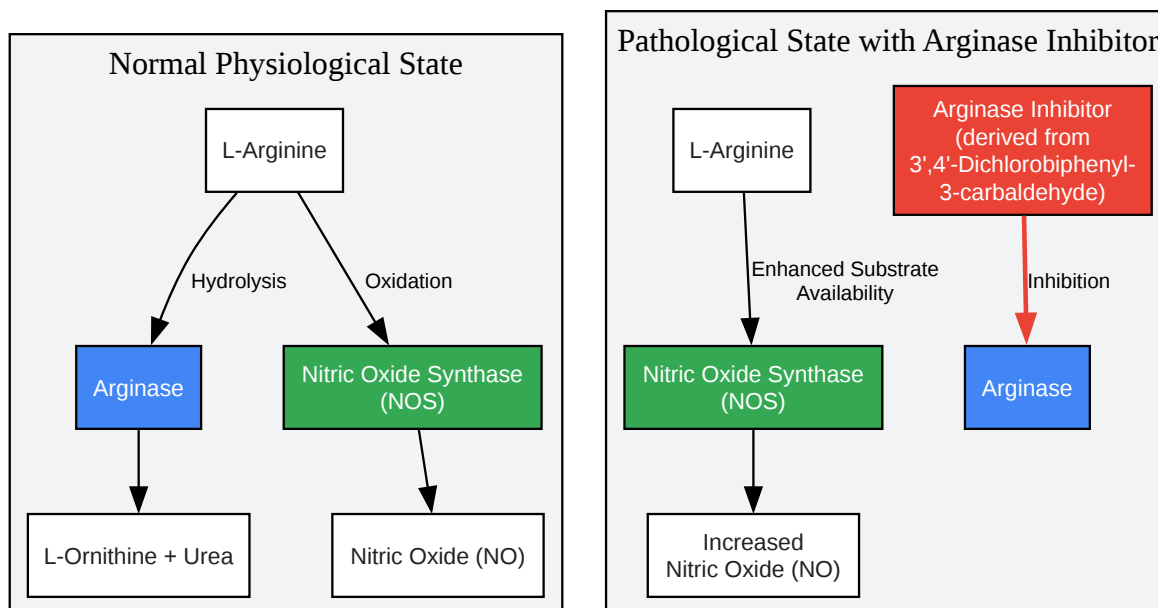 Normal Physiological State
L-Arginine
Hydrolysis
Oxidation
Arginase
Nitric Oxide Synthase
(NOS)
L-Ornithine + Urea
Nitric Oxide (NO)
Pathological State with Arginase Inhibitor
L-Arginine
Arginase Inhibitor
(derived from
3',4'-Dichlorobiphenyl-
3-carbaldehyde)
Enhanced Substrate
Availability
Inhibition
Nitric Oxide Synthase
(NOS)
Arginase
Increased
Nitric Oxide (NO)